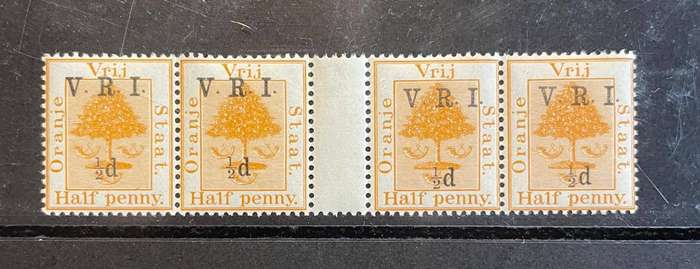 Vrij
V. R. I.
Oranje
Staat.
½d
Half penny.
Vrij
V. R. I.
Oranje
Staat.
½d
Half penny.
Vrij
V. R. I.
Oranje
Staat.
½d
Half penny.
Vrij
V. R. I.
Oranje
Staat.
½d
Half penny.